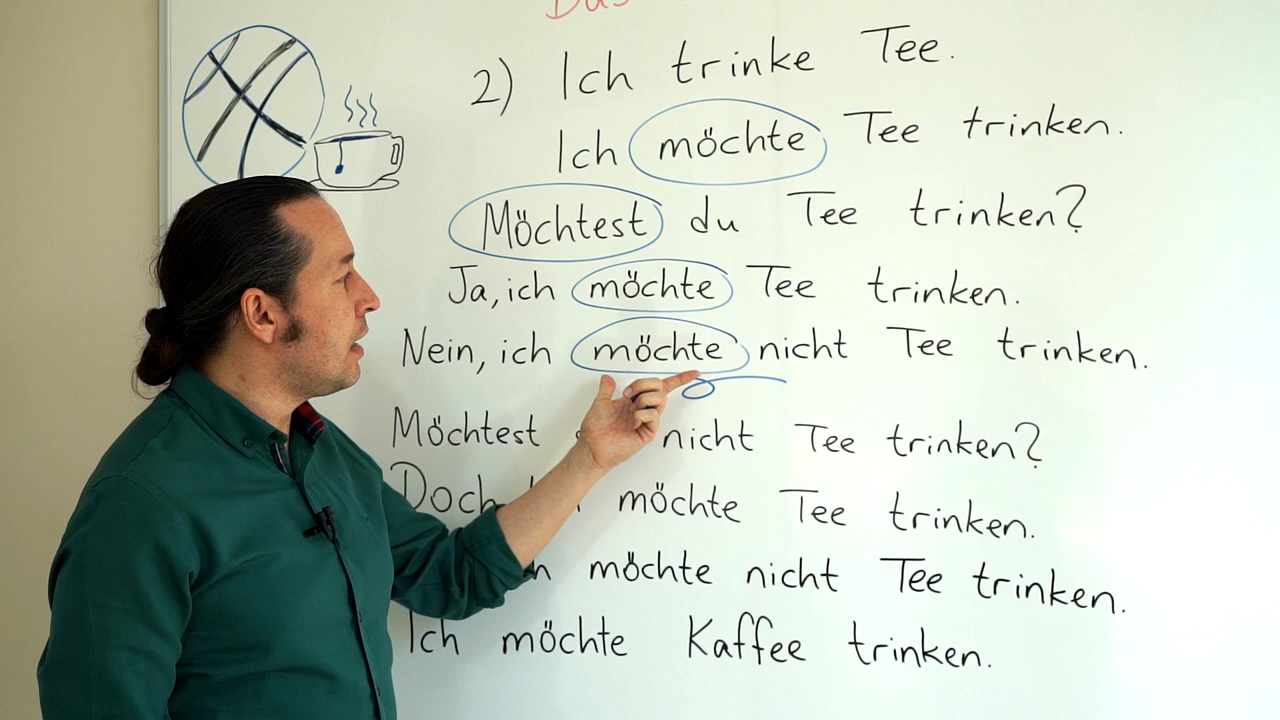 Das
2) Ich trinke Tee.
Ich möchte Tee trinken.
Möchtest du Tee trinken?
Ja, ich möchte Tee trinken.
Nein, ich möchte nicht Tee trinken.
Möchtest nicht Tee trinken?
Doch möchte Tee trinken.
möchte nicht Tee trinken.
Ich möchte Kaffee trinken.